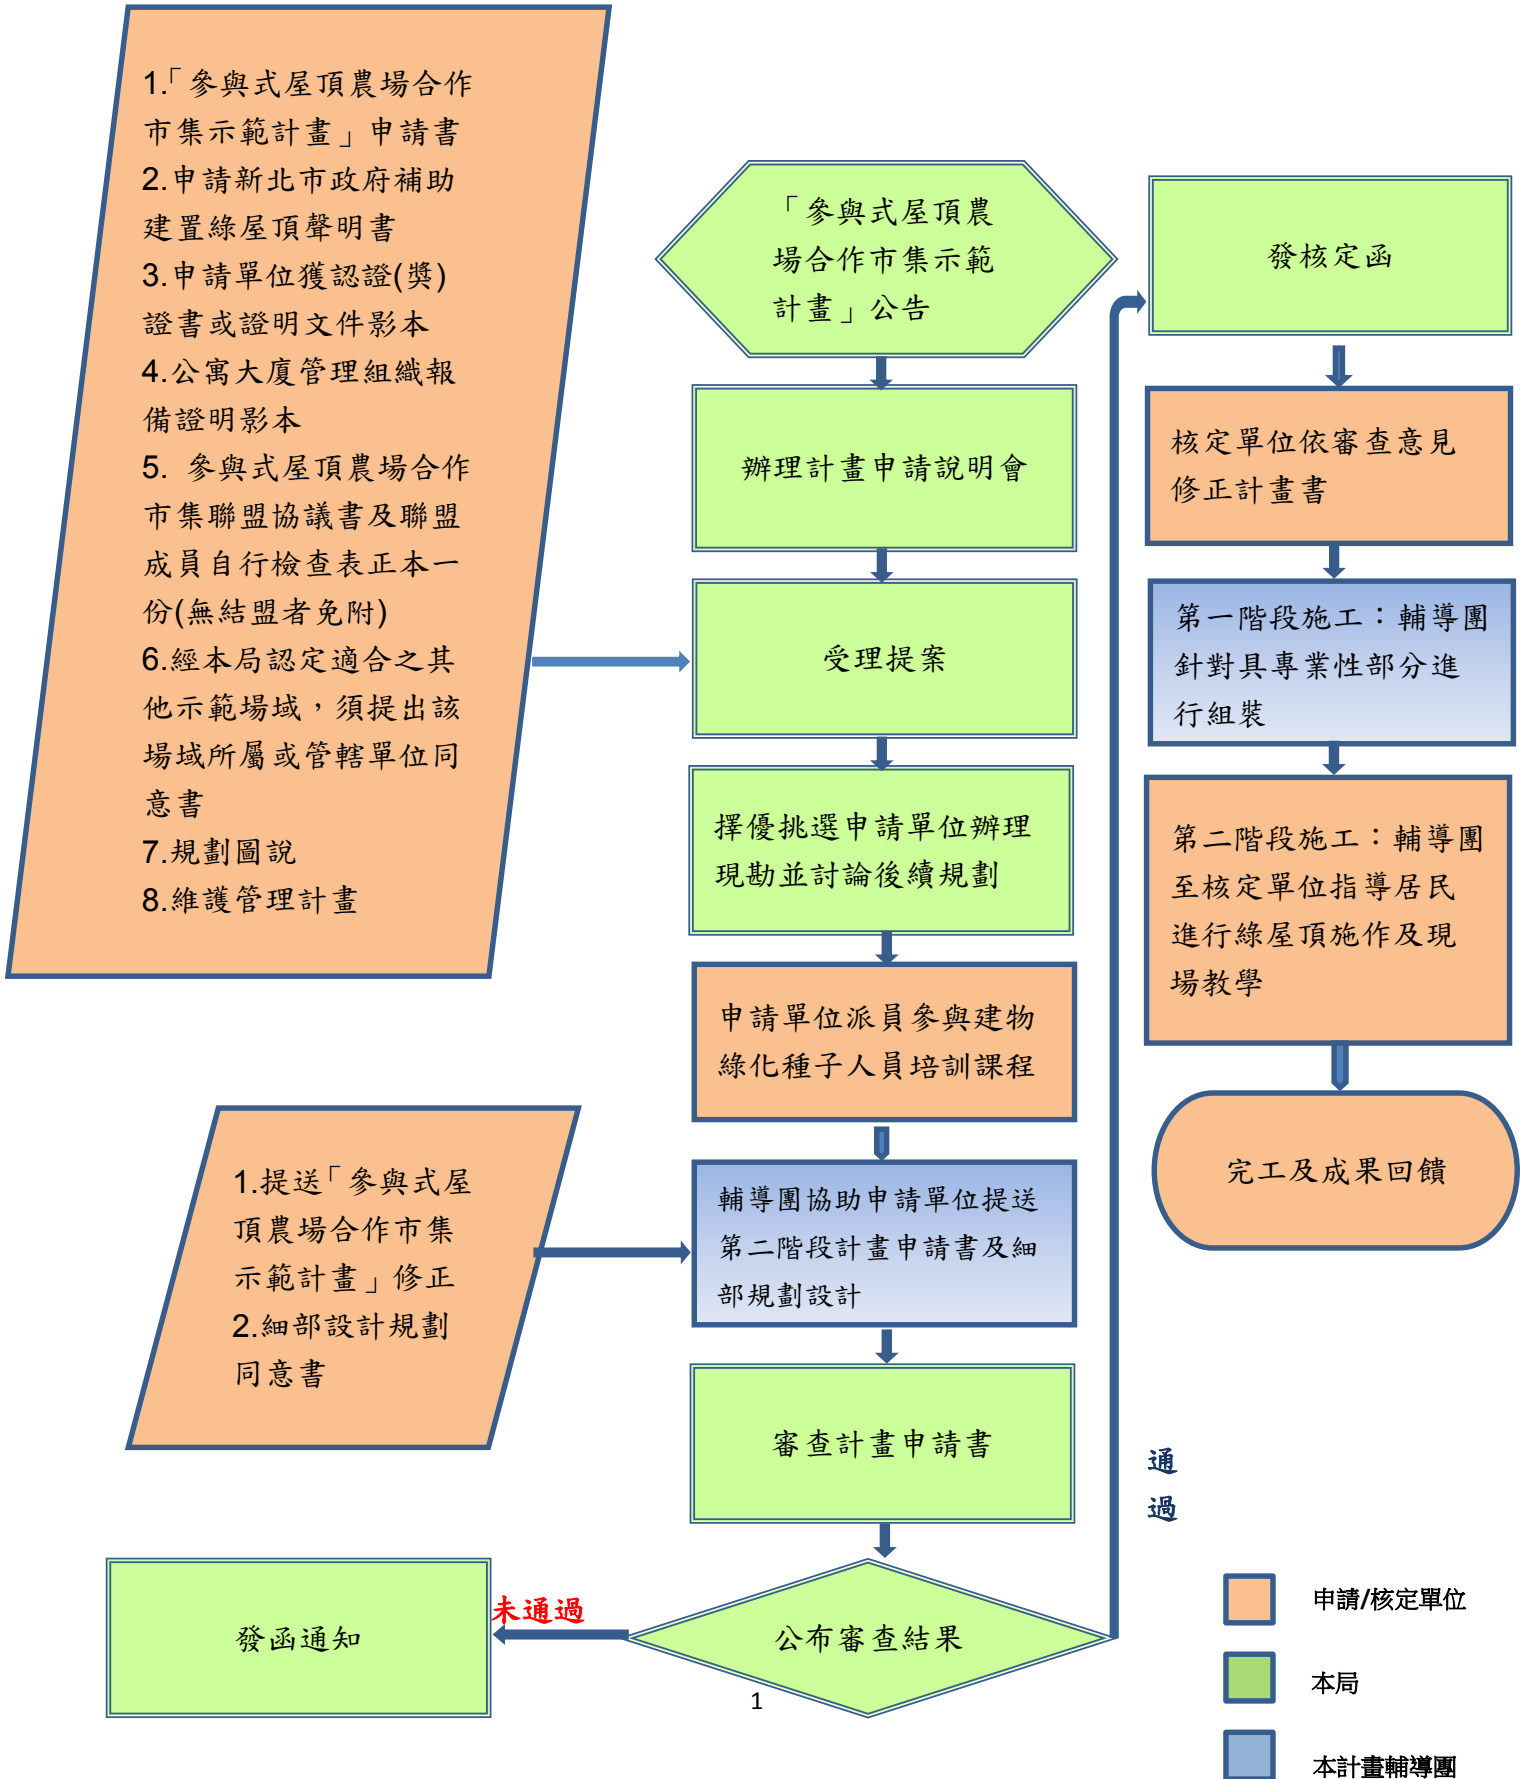 1.「參與式屋頂農場合作
市集示範計畫」申請書
2.申請新北市政府補助
建置綠屋頂聲明書
3.申請單位獲認證(獎)
證書或證明文件影本
4.公寓大廈管理組織報
備證明影本
5. 參與式屋頂農場合作
市集聯盟協議書及聯盟
成員自行檢查表正本一
份(無結盟者免附)
6.經本局認定適合之其
他示範場域，須提出該
場域所屬或管轄單位同
意書
7.規劃圖說
8.維護管理計畫
1.提送「參與式屋
頂農場合作市集
示範計畫」修正
2.細部設計規劃
同意書
「參與式屋頂農
場合作市集示範
計畫」公告
辦理計畫申請說明會
受理提案
擇優挑選申請單位辦理
現勘並討論後續規劃
申請單位派員參與建物
綠化種子人員培訓課程
輔導團協助申請單位提送
第二階段計畫申請書及細
部規劃設計
審查計畫申請書
公布審查結果
未通過
發函通知
通
過
發核定函
核定單位依審查意見
修正計畫書
第一階段施工：輔導團
針對具專業性部分進
行組裝
第二階段施工：輔導團
至核定單位指導居民
進行綠屋頂施作及現
場教學
完工及成果回饋
申請/核定單位
本局
本計畫輔導團
1